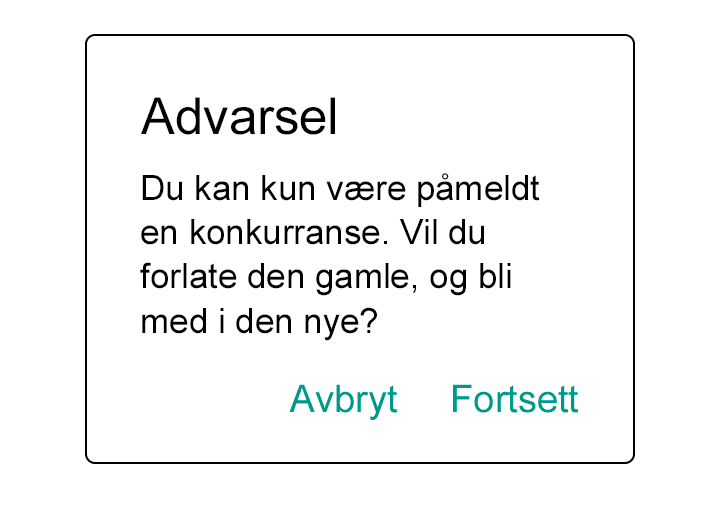 Advarsel
Du kan kun være påmeldt
en konkurranse. Vil du
forlate den gamle, og bli
med i den nye?
Avbryt Fortsett